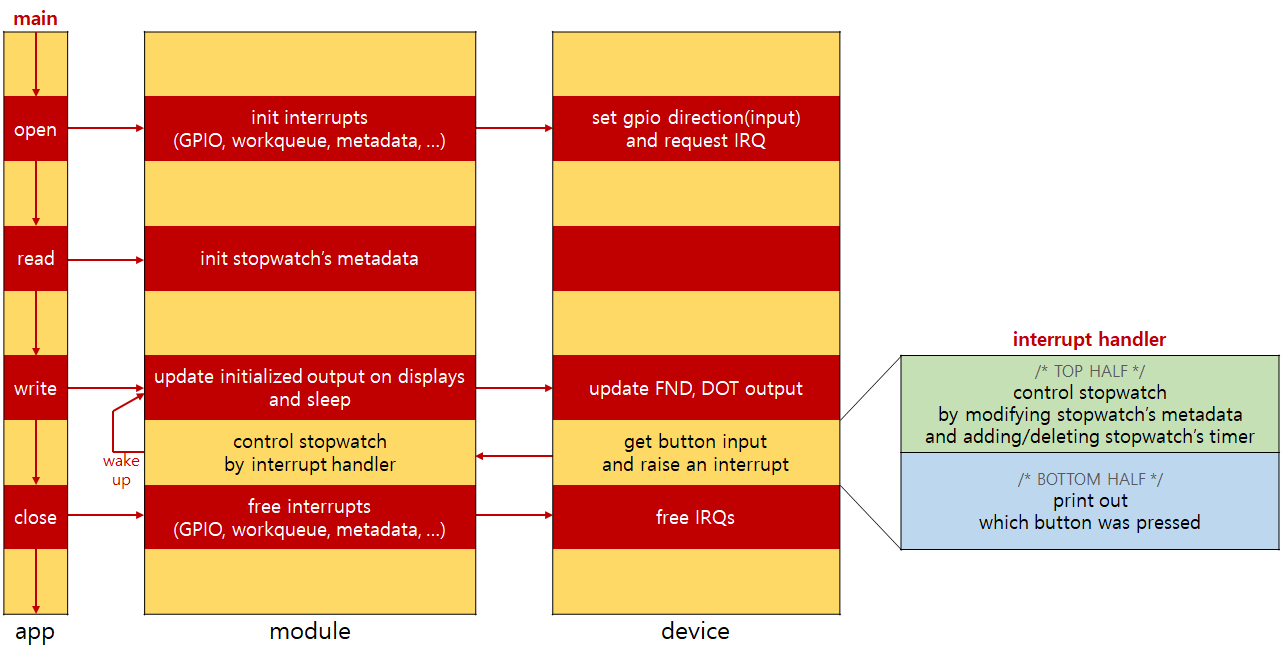 main
open
init interrupts
(GPIO, workqueue, metadata, ...)
set gpio direction(input)
and request IRQ
read
init stopwatch's metadata
write
update initialized output on displays
and sleep
update FND, DOT output
wake
up
control stopwatch
by interrupt handler
get button input
and raise an interrupt
close
free interrupts
(GPIO, workqueue, metadata, ...)
free IRQs
interrupt handler
/* TOP HALF */
control stopwatch
by modifying stopwatch's metadata
and adding/deleting stopwatch's timer
/* BOTTOM HALF */
print out
which button was pressed
app
module
device